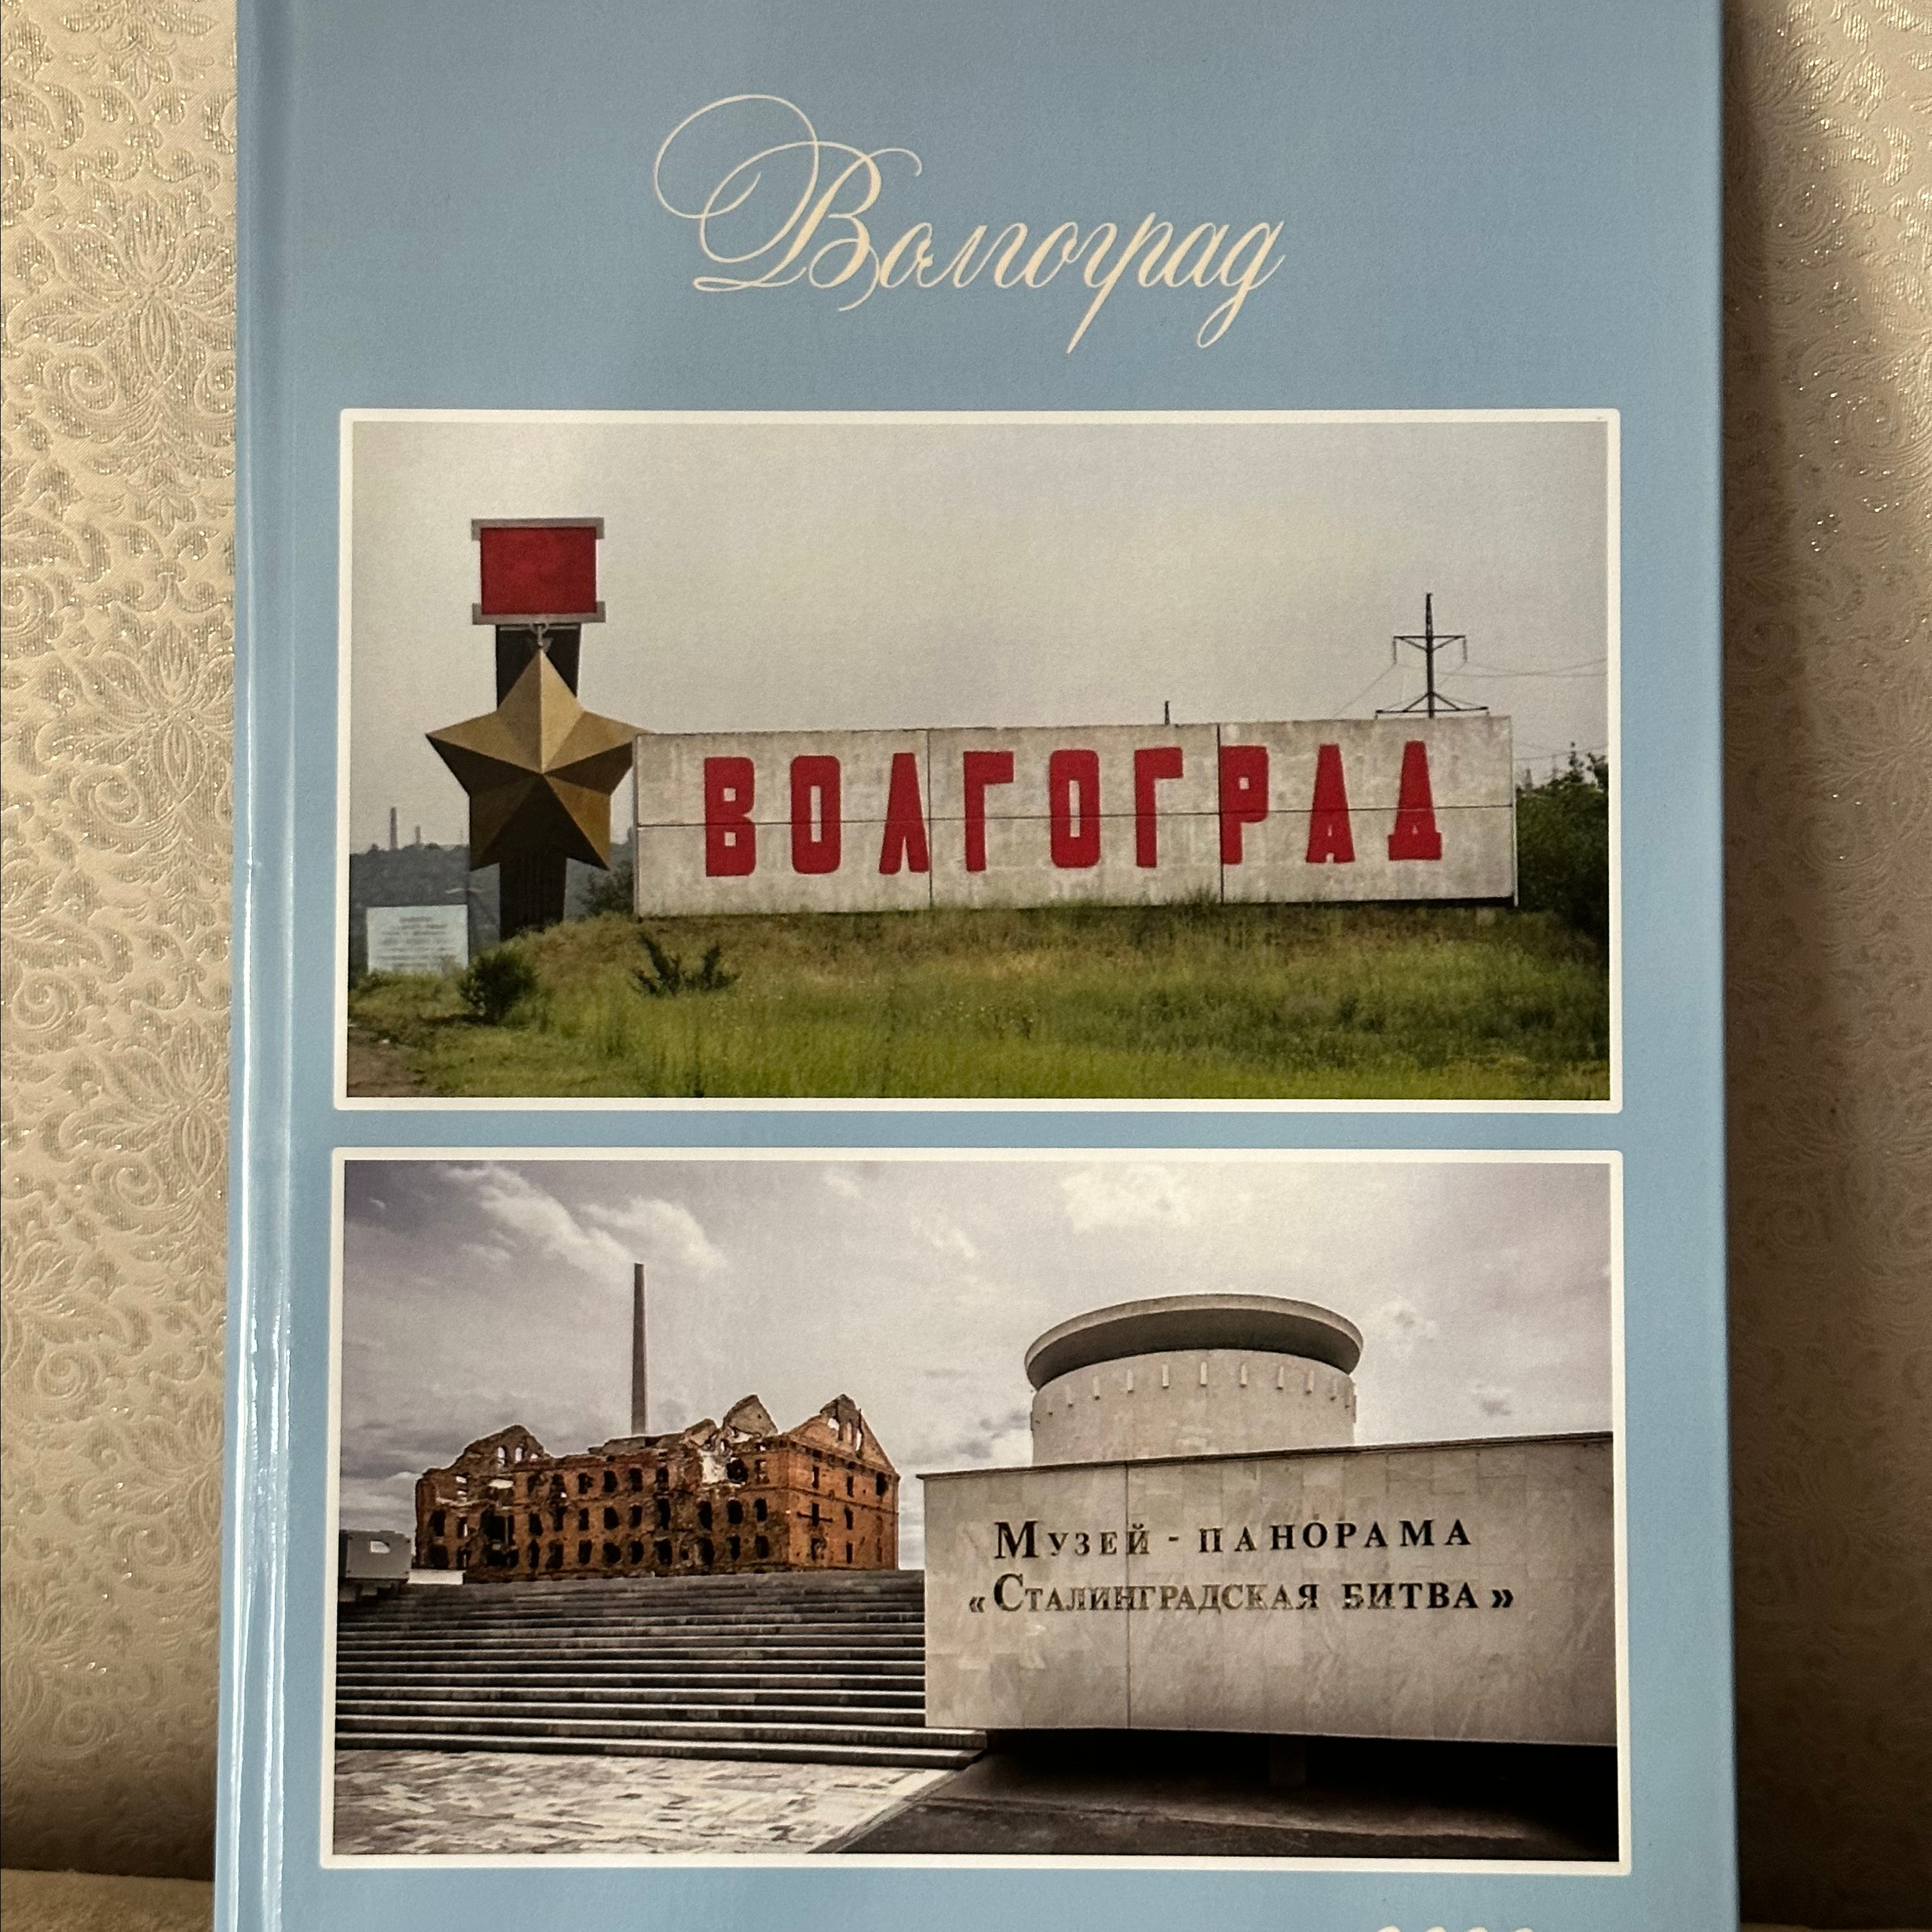 Волгоград
ВОЛГОГРАД
МУЗЕЙ - ПАНОРАМА
«СТАЛИНГРАДСКАЯ БИТВА»